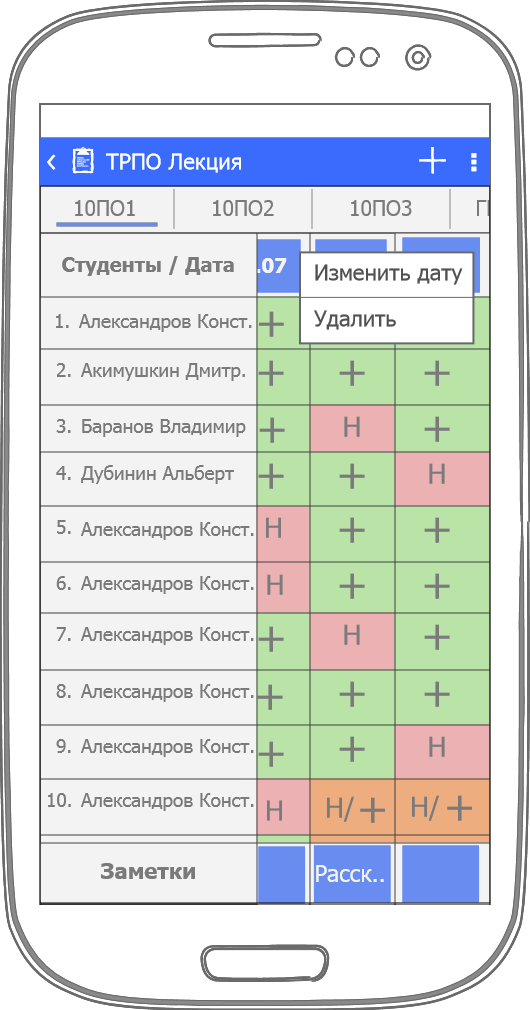 ТРПО Лекция
10ПО1 10ПО2 10ПО3
Студенты / Дата .07
Изменить дату
Удалить
1. Александров Конст. +
2. Акимушкин Дмитр. + + +
3. Баранов Владимир + Н +
4. Дубинин Альберт + + Н
5. Александров Конст. Н + +
6. Александров Конст. Н + +
7. Александров Конст. + Н +
8. Александров Конст. + + +
9. Александров Конст. + + Н
10. Александров Конст. Н Н/+ Н/+
Заметки Расск..